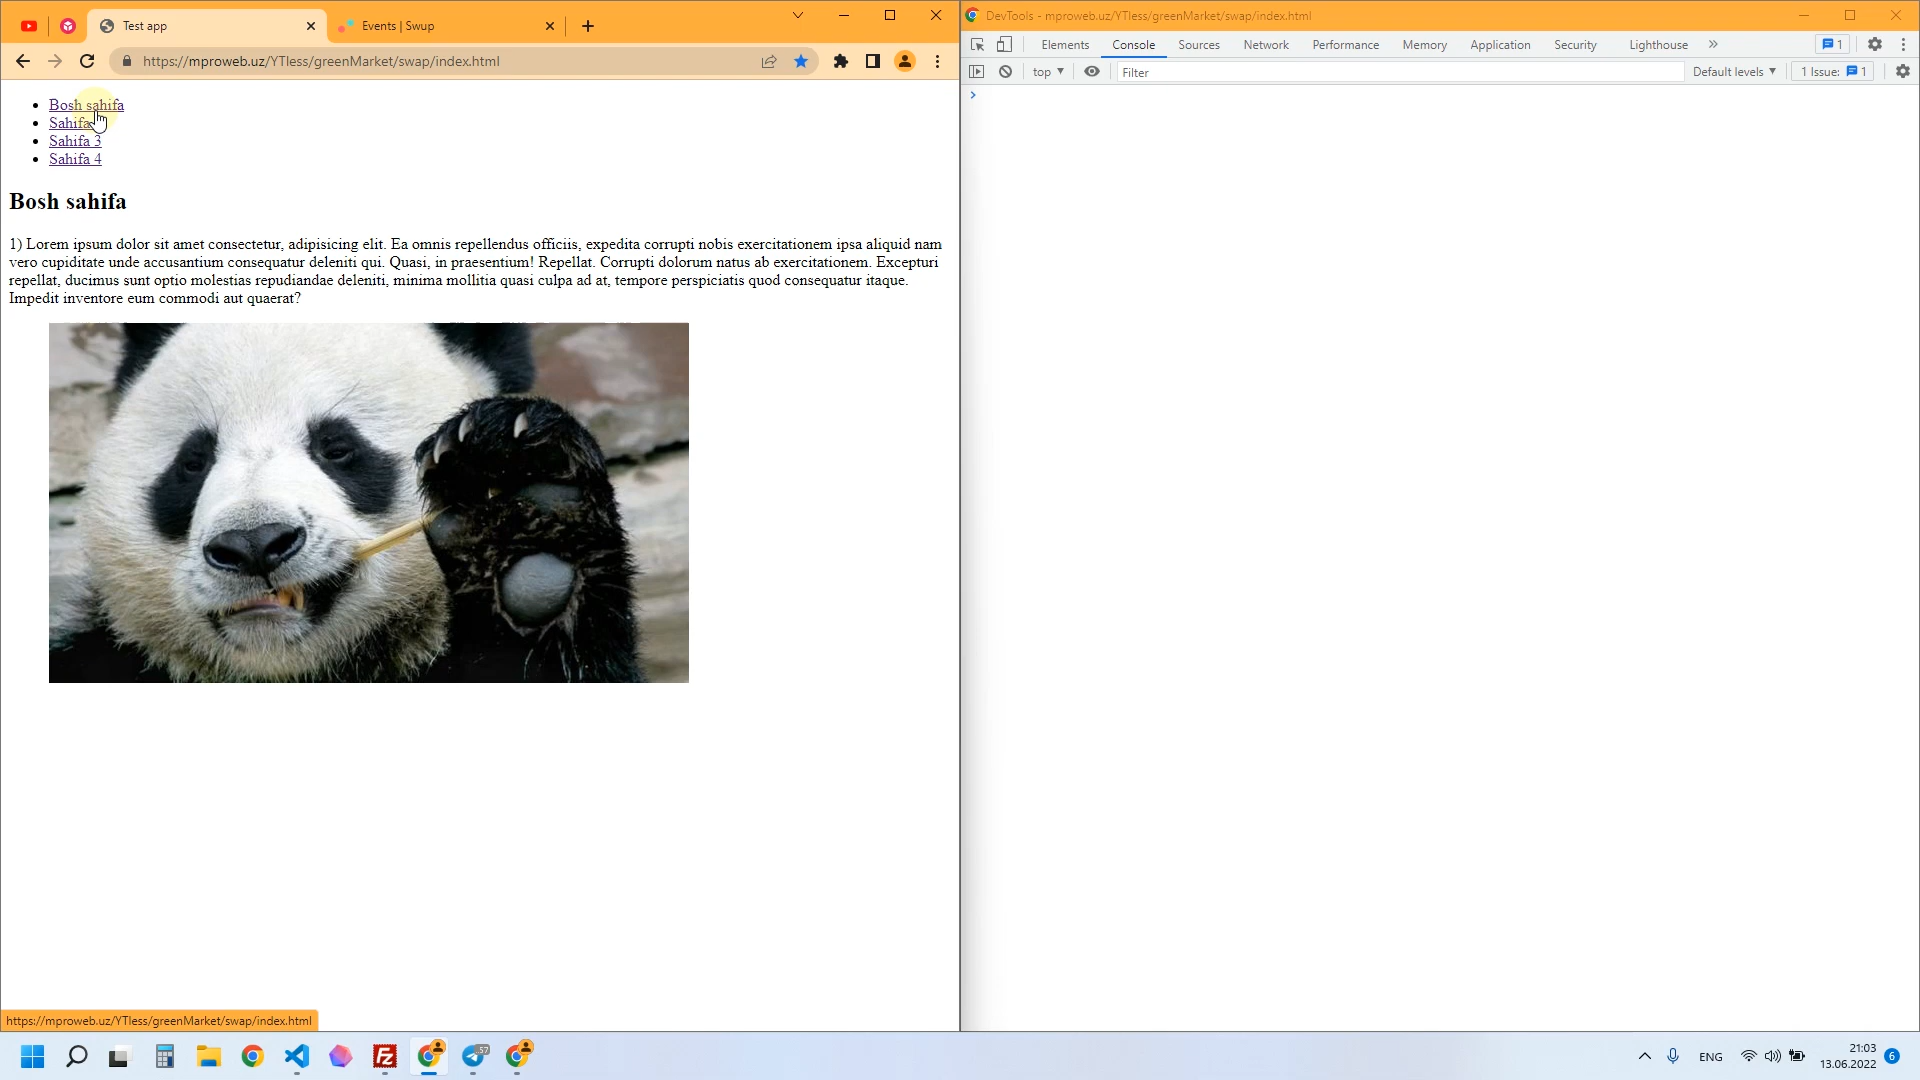 Test app
Events | Swup
https://mproweb.uz/YTless/greenMarket/swap/index.html
Bosh sahifa
Sahifa
Sahifa 3
Sahifa 4
Bosh sahifa
1) Lorem ipsum dolor sit amet consectetur, adipisicing elit. Ea omnis repellendus officiis, expedita corrupti nobis exercitationem ipsa aliquid nam
vero cupiditate unde accusantium consequatur deleniti qui. Quasi, in praesentium! Repellat. Corrupti dolorum natus ab exercitationem. Excepturi
repellat, ducimus sunt optio molestias repudiandae deleniti, minima mollitia quasi culpa ad at, tempore perspiciatis quod consequatur itaque.
Impedit inventore eum commodi aut quaerat?
https://mproweb.uz/YTless/greenMarket/swap/index.html
DevTools - mproweb.uz/YTless/greenMarket/swap/index.html
Elements Console Sources Network Performance Memory Application Security Lighthouse 1
top Filter Default levels 1 Issue: 1
57
ENG 21:03 6
13.06.2022